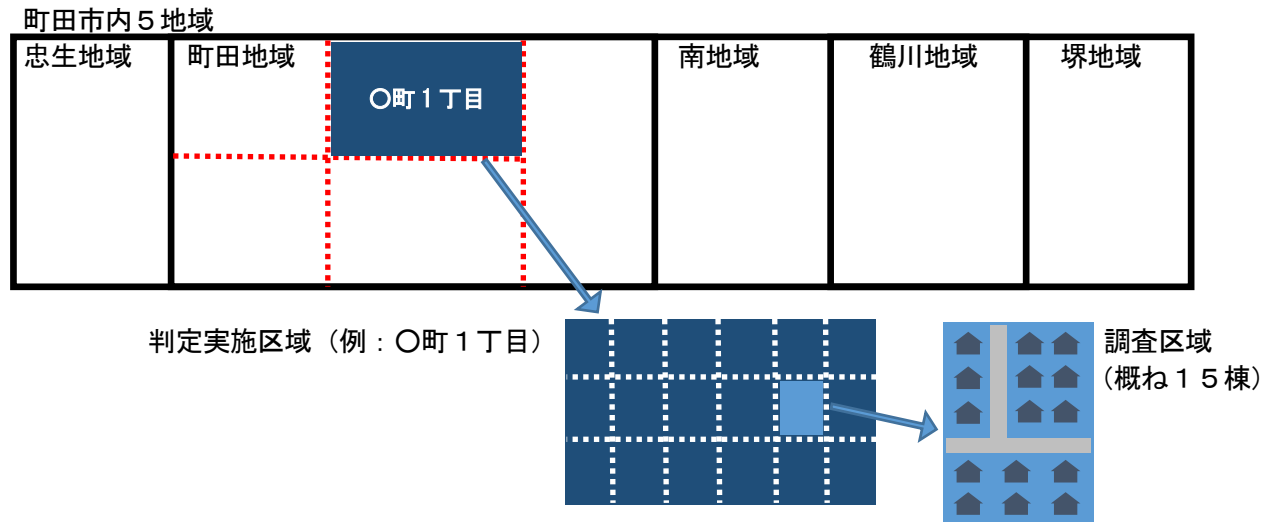 町田市内５地域
忠生地域
町田地域
〇町１丁目
南地域
鶴川地域
堺地域
判定実施区域（例：〇町１丁目）
調査区域
（概ね１５棟）